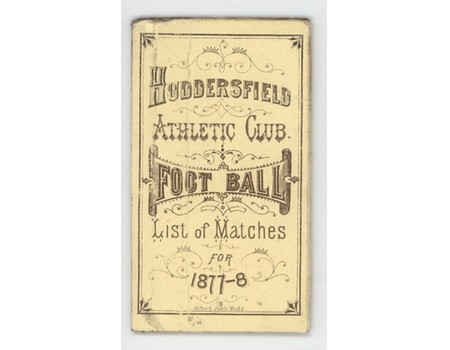 HUDDERSFIELD
ATHLETIC CLUB.
FOOT BALL
List of Matches
FOR
1877-8